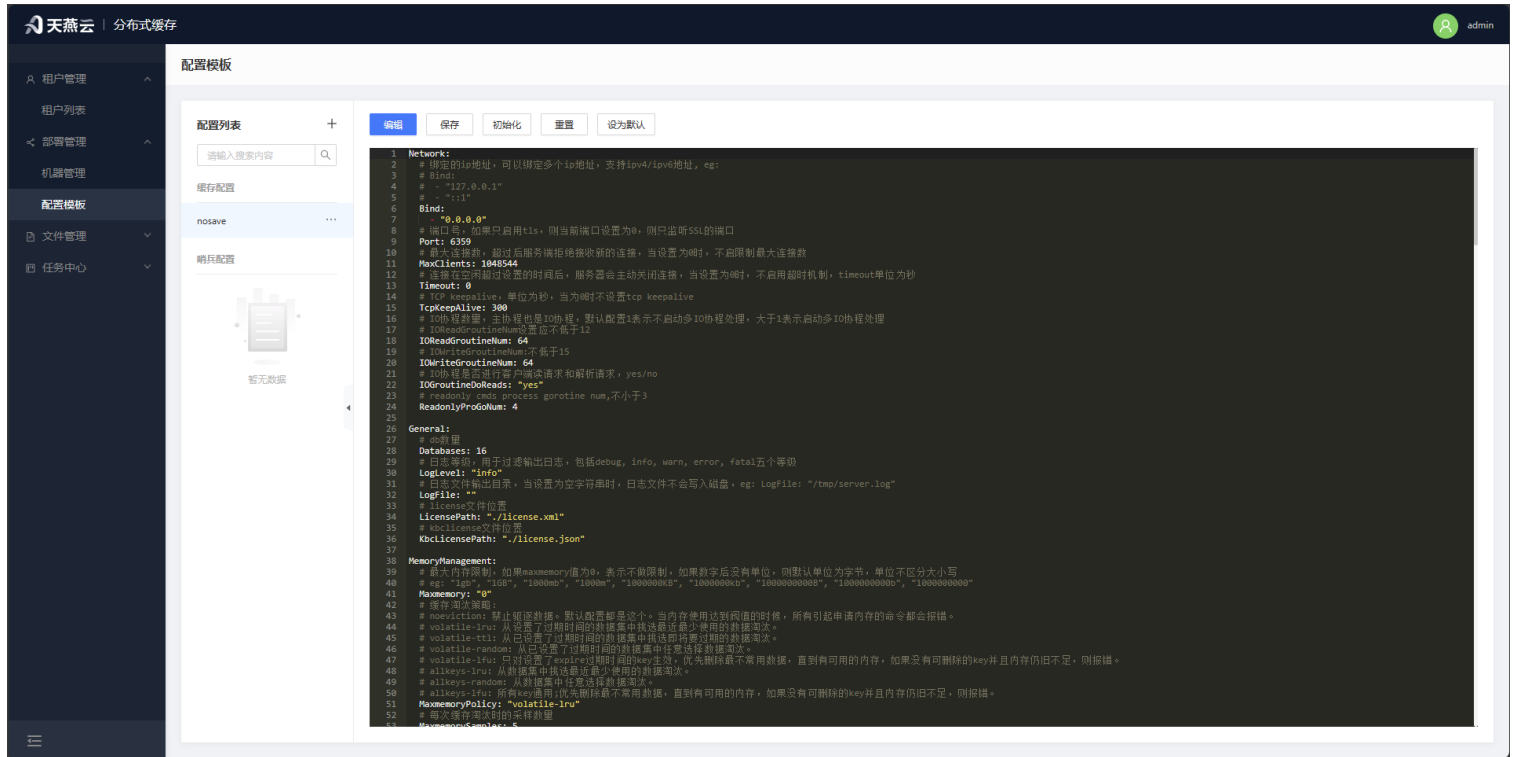 天燕云 | 分布式缓存
admin
租户管理
租户列表
部署管理
机器管理
配置模板
文件管理
任务中心
配置模板
配置列表
请输入搜索内容
缓存配置
nosave
哨兵配置
暂无数据
编辑 保存 初始化 重置 设为默认
1 Network:
2 # 绑定的ip地址，可以绑定多个ip地址，支持ipv4/ipv6地址, eg:
3 # Bind:
4 # - "127.0.0.1"
5 # - "::1"
6 Bind:
7 - "0.0.0.0"
8 # 端口号，如果只启用tls，则当前端口设置为0，则只监听SSL的端口
9 Port: 6359
10 # 最大连接数，超过后服务端拒绝接收新的连接，当设置为0时，不启限制最大连接数
11 MaxClients: 1048544
12 # 连接在空闲超过设置的时间后，服务器会主动关闭连接，当设置为0时，不启用超时机制，timeout单位为秒
13 Timeout: 0
14 # TCP keepalive，单位为秒，当为0时不设置tcp keepalive
15 TcpKeepAlive: 300
16 # IO协程数量，主协程也是IO协程，默认配置1表示不启动多IO协程处理，大于1表示启动多IO协程处理
17 # IOReadGroutineNum设置应不低于12
18 IOReadGroutineNum: 64
19 # IOWriteGroutineNum:不低于15
20 IOWriteGroutineNum: 64
21 # IO协程是否进行客户端读请求和解析请求，yes/no
22 IOGroutineDoReads: "yes"
23 # readonly cmds process gorotine num,不小于3
24 ReadonlyProGoNum: 4
25
26 General:
27 # db数量
28 Databases: 16
29 # 日志等级，用于过滤输出日志，包括debug, info, warn, error, fatal五个等级
30 LogLevel: "info"
31 # 日志文件输出目录，当设置为空字符串时，日志文件不会写入磁盘，eg: LogFile: "/tmp/server.log"
32 LogFile: ""
33 # license文件位置
34 LicensePath: "./license.xml"
35 # kbclicense文件位置
36 KbcLicensePath: "./license.json"
37
38 MemoryManagement:
39 # 最大内存限制，如果maxmemory值为0，表示不做限制，如果数字后没有单位，则默认单位为字节，单位不区分大小写
40 # eg: "1gb", "1GB", "1000mb", "1000m", "1000000KB", "1000000kb", "1000000000B", "1000000000b", "1000000000"
41 Maxmemory: "0"
42 # 缓存淘汰策略:
43 # noeviction: 禁止驱逐数据。默认配置都是这个。当内存使用达到阀值的时候，所有引起申请内存的命令都会报错。
44 # volatile-lru: 从设置了过期时间的数据集中挑选最近最少使用的数据淘汰。
45 # volatile-ttl: 从已设置了过期时间的数据集中挑选即将要过期的数据淘汰。
46 # volatile-random: 从已设置了过期时间的数据集中任意选择数据淘汰。
47 # volatile-lfu: 只对设置了expire过期时间的key生效，优先删除最不常用数据，直到有可用的内存，如果没有可删除的key并且内存仍旧不足，则报错。
48 # allkeys-lru: 从数据集中挑选最近最少使用的数据淘汰。
49 # allkeys-random: 从数据集中任意选择数据淘汰。
50 # allkeys-lfu: 所有key通用;优先删除最不常用数据，直到有可用的内存，如果没有可删除的key并且内存仍旧不足，则报错。
51 MaxmemoryPolicy: "volatile-lru"
52 # 每次缓存淘汰时的采样数量
53 MaxmemorySamples: 5